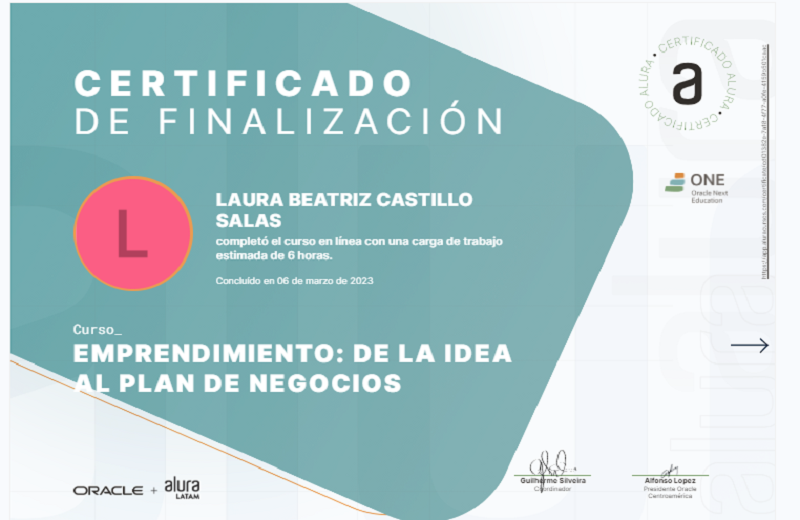 CERTIFICADO
DE FINALIZACIÓN
CERTIFICADO ALURA • CERTIFICADO ALURA •
a
ONE
Oracle Next
Education
L
LAURA BEATRIZ CASTILLO
SALAS
completó el curso en línea con una carga de trabajo
estimada de 6 horas.
Concluído en 06 de marzo de 2023
Curso_
EMPRENDIMIENTO: DE LA IDEA
AL PLAN DE NEGOCIOS
ORACLE + alura
LATAM
Guilherme Silveira
Coordinador
Alfonso Lopez
Presidente Oracle
Centroamérica
alura